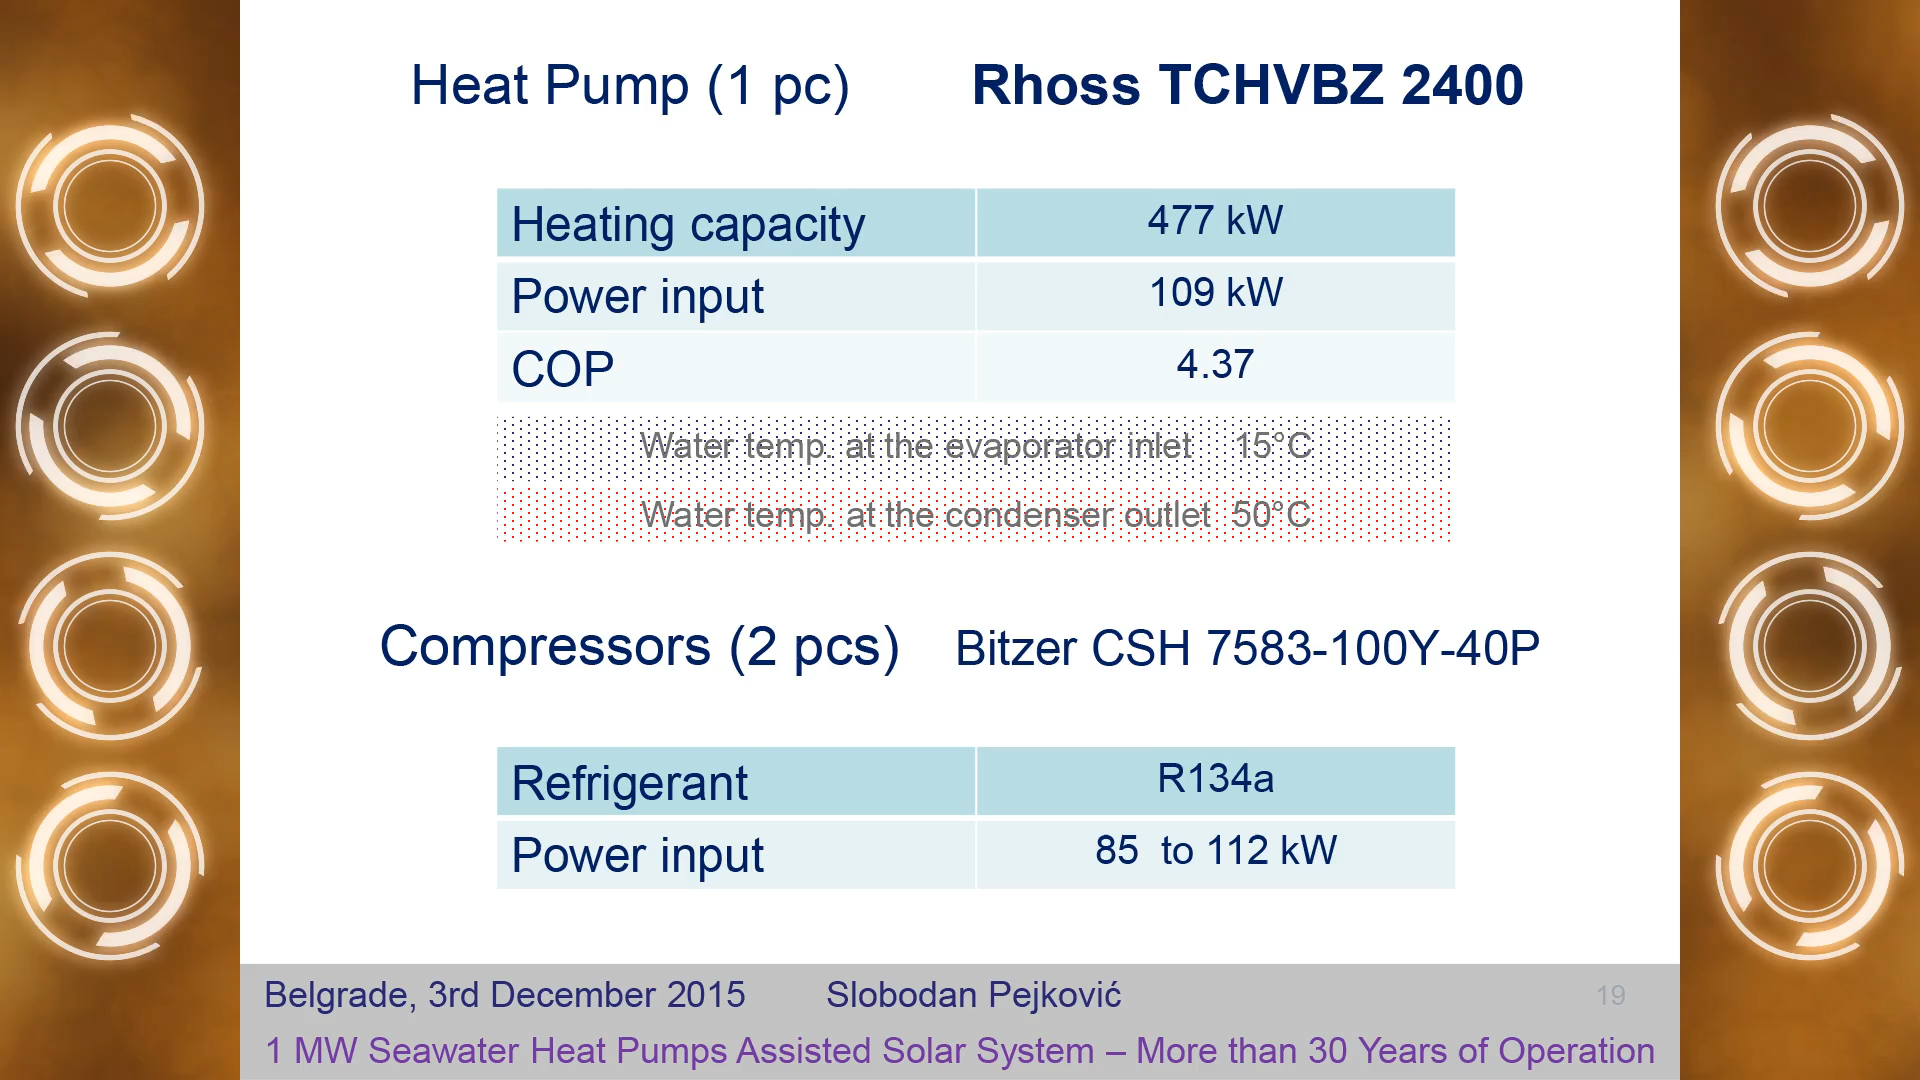 Heat Pump (1 pc) Rhoss TCHVBZ 2400
Heating capacity 477 kW
Power input 109 kW
COP 4.37
Water temp. at the evaporator inlet 15°C
Water temp. at the condenser outlet 50°C
Compressors (2 pcs) Bitzer CSH 7583-100Y-40P
Refrigerant R134a
Power input 85 to 112 kW
Belgrade, 3rd December 2015 Slobodan Pejković 19
1 MW Seawater Heat Pumps Assisted Solar System – More than 30 Years of Operation